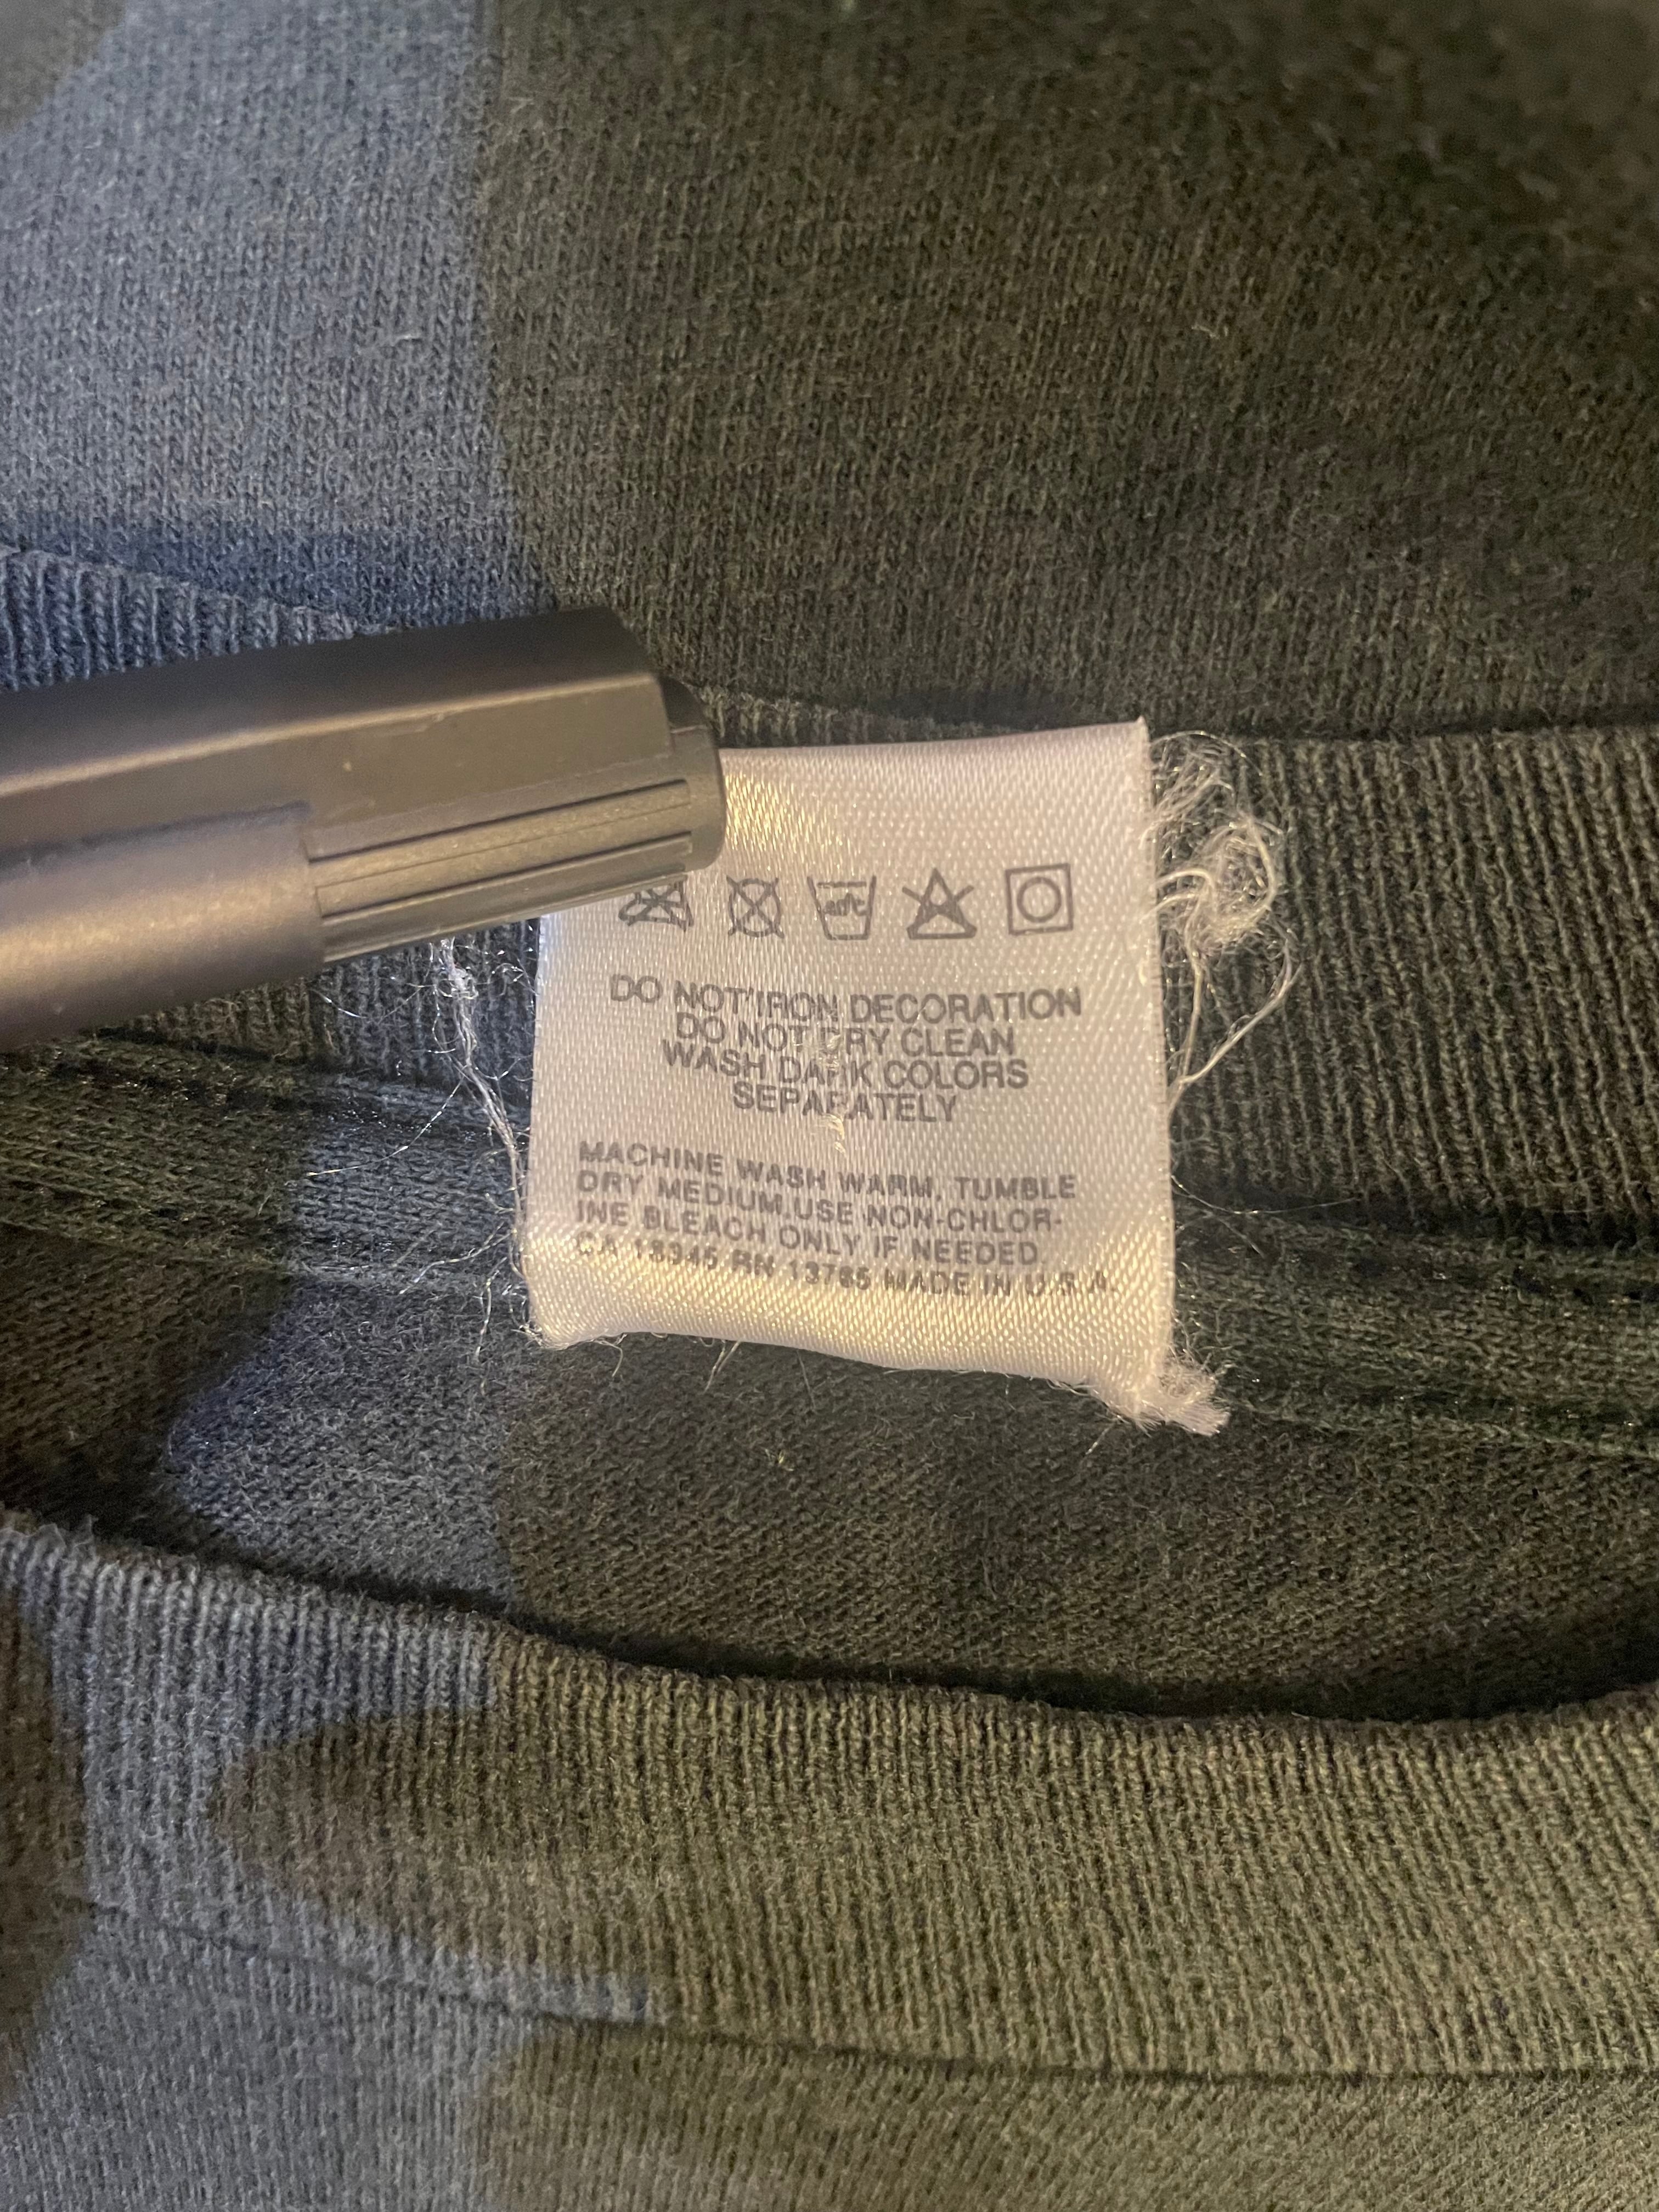 DO NOT IRON DECORATION
DO NOT DRY CLEAN
WASH DARK COLORS
SEPARATELY
MACHINE WASH WARM, TUMBLE
DRY MEDIUM, USE NON-CHLOR-
INE BLEACH ONLY IF NEEDED
CA 18945 RN 13765 MADE IN U.S.A.